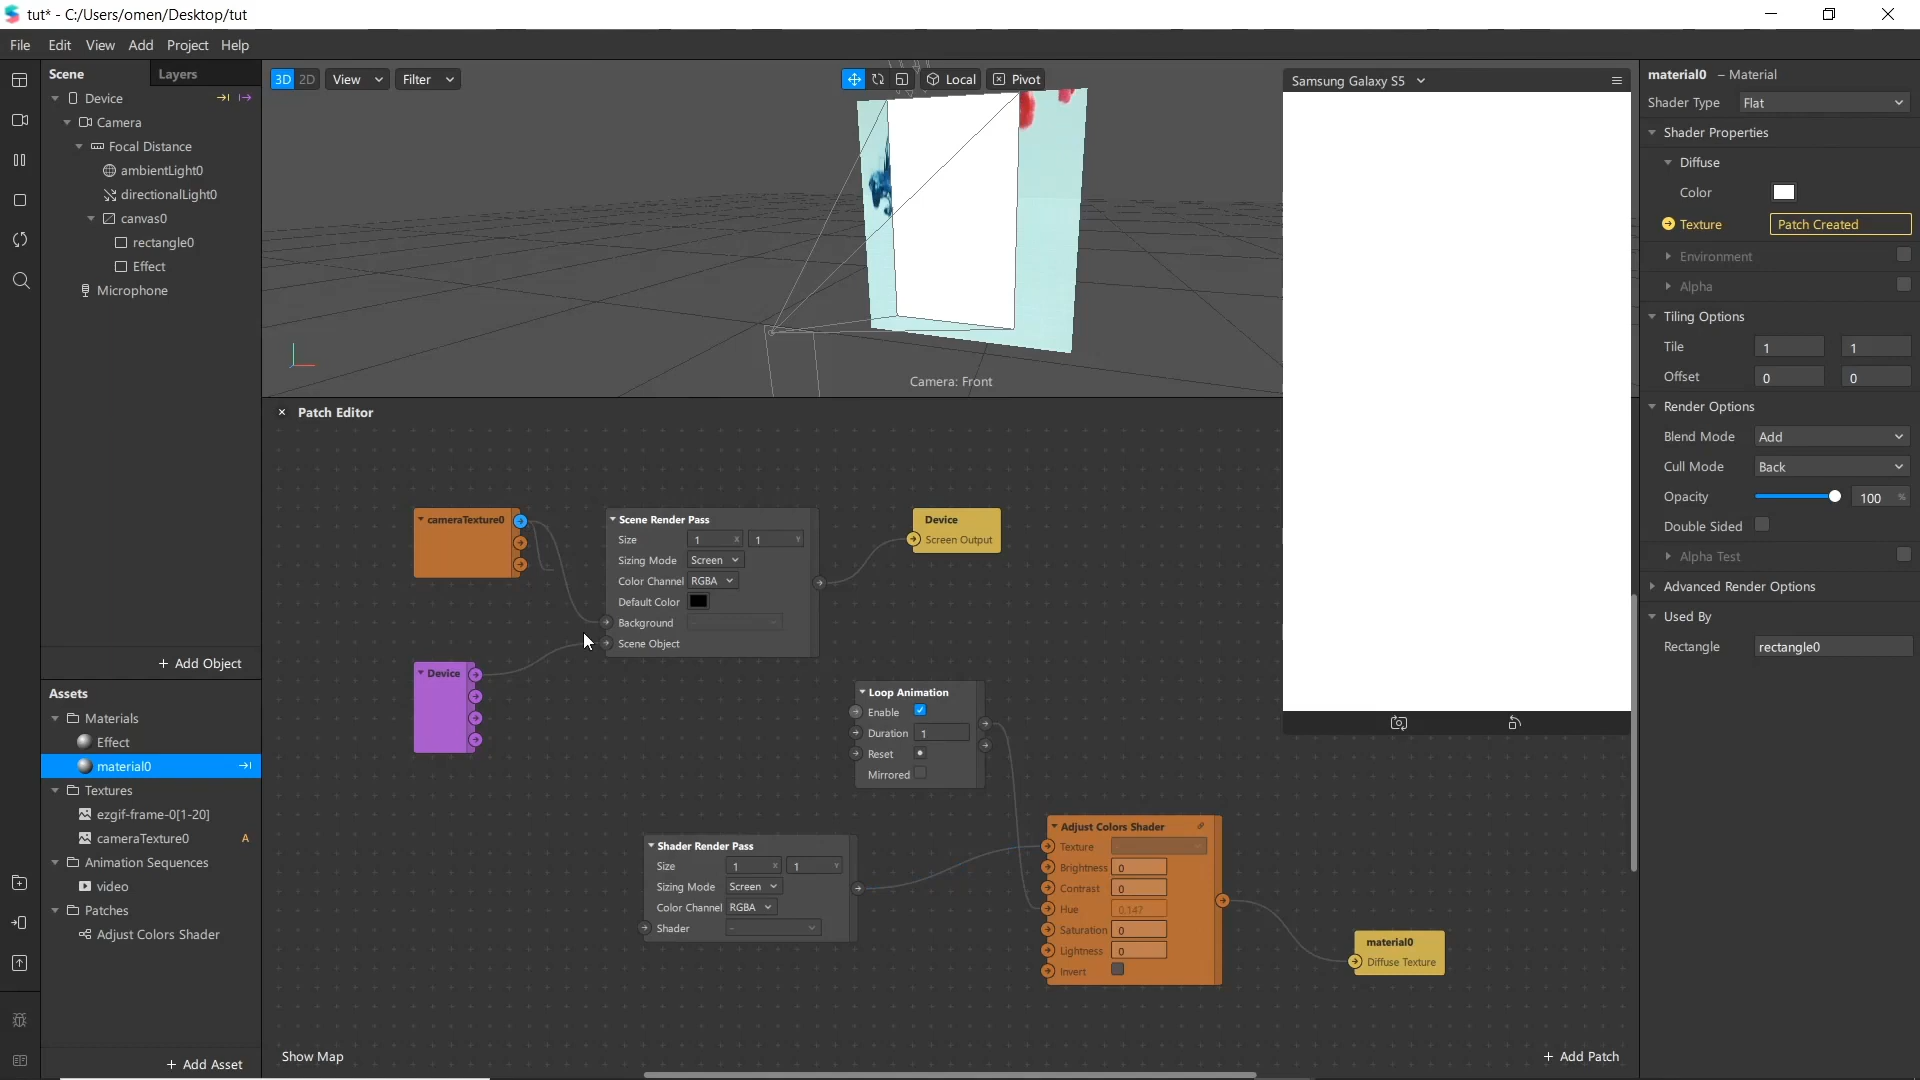 tut* - C:/Users/omen/Desktop/tut
File Edit View Add Project Help
Scene Layers
Device
Camera
Focal Distance
ambientLight0
directionalLight0
canvas0
rectangle0
Effect
Microphone
+ Add Object
Assets
Materials
Effect
material0
Textures
ezgif-frame-0[1-20]
cameraTexture0 A
Animation Sequences
video
Patches
Adjust Colors Shader
+ Add Asset
3D 2D View Filter
Local Pivot
Camera: Front
× Patch Editor
cameraTexture0
Device
Scene Render Pass
Size 1 X 1 Y
Sizing Mode Screen
Color Channel RGBA
Default Color
Background -
Scene Object
Device
Screen Output
Loop Animation
Enable
Duration 1
Reset
Mirrored
Shader Render Pass
Size 1 X 1 Y
Sizing Mode Screen
Color Channel RGBA
Shader -
Adjust Colors Shader
Texture
Brightness 0
Contrast 0
Hue 0.147
Saturation 0
Lightness 0
Invert
material0
Diffuse Texture
Show Map
+ Add Patch
Samsung Galaxy S5
material0 – Material
Shader Type Flat
Shader Properties
Diffuse
Color
Texture Patch Created
Environment
Alpha
Tiling Options
Tile 1 1
Offset 0 0
Render Options
Blend Mode Add
Cull Mode Back
Opacity 100 %
Double Sided
Alpha Test
Advanced Render Options
Used By
Rectangle rectangle0